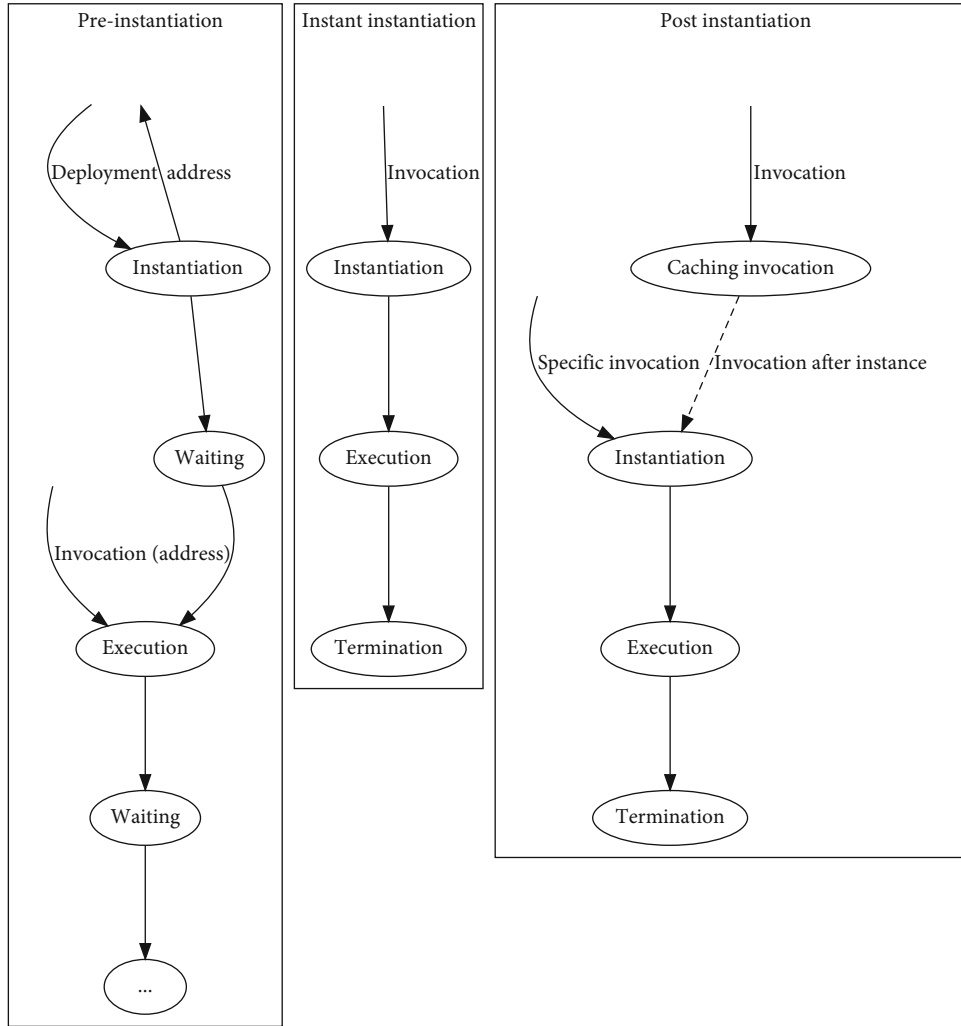 Pre-instantiation
Deployment address
Instantiation
Waiting
Invocation (address)
Execution
Waiting
...
Instant instantiation
Invocation
Instantiation
Execution
Termination
Post instantiation
Invocation
Caching invocation
Specific invocation
Invocation after instance
Instantiation
Execution
Termination